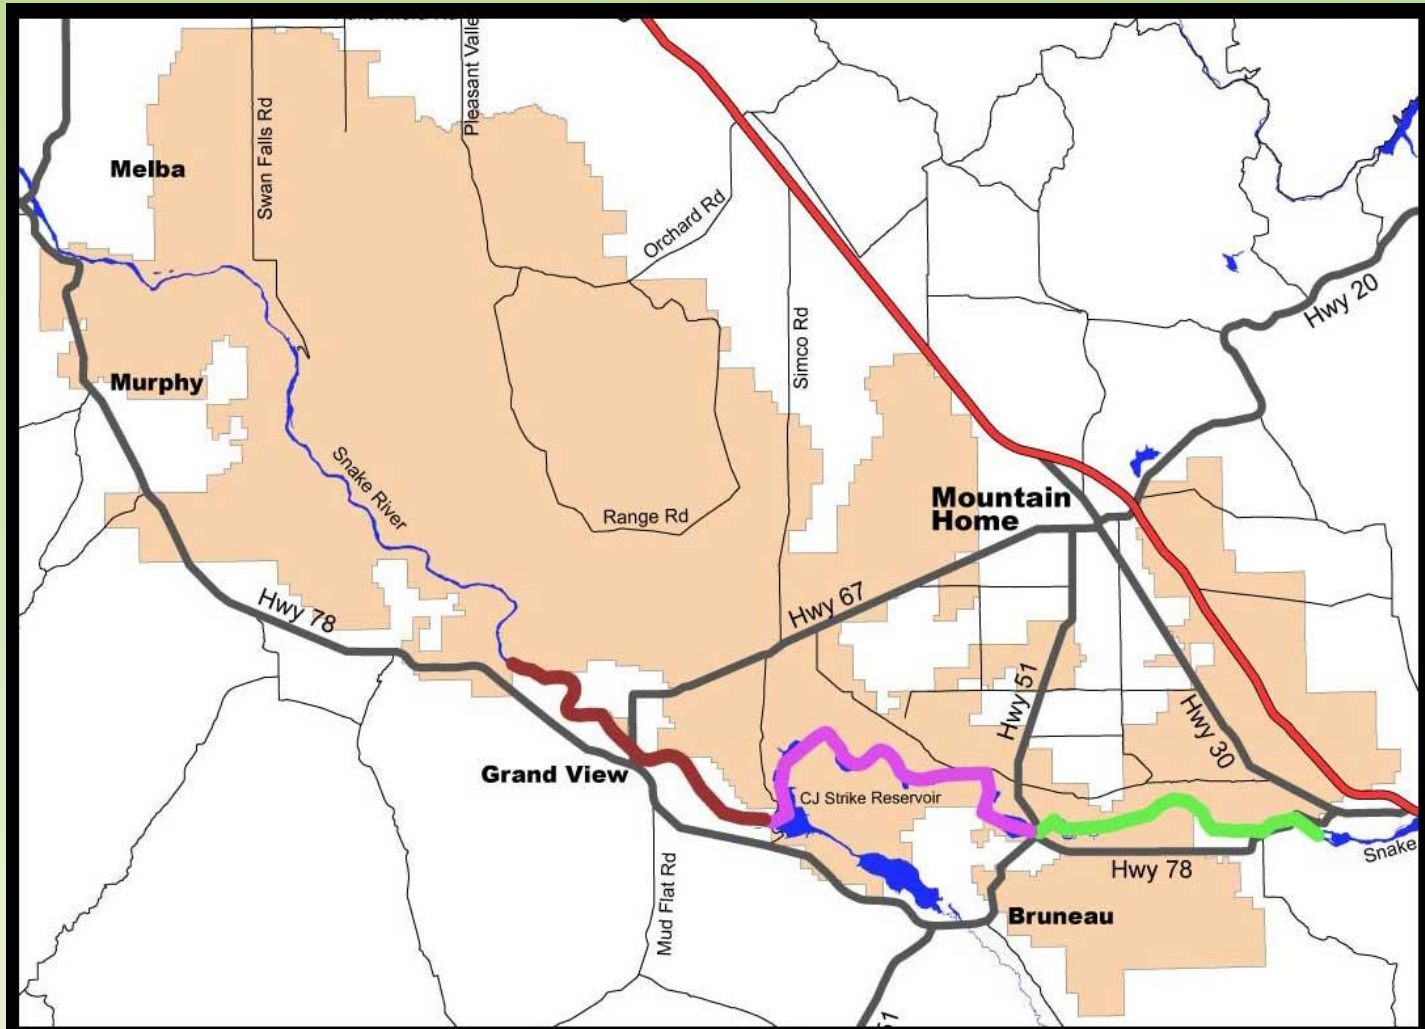 Pleasant Valle
Melba
Swan Falls Rd
Orchard Rd
Hwy 20
Simco Rd
Murphy
Snake River
Mountain
Home
Range Rd
Hwy 67
Hwy 78
Hwy 51
Hwy 30
Grand View
CJ Strike Reservoir
Snake
Hwy 78
Mud Flat Rd
Bruneau
51